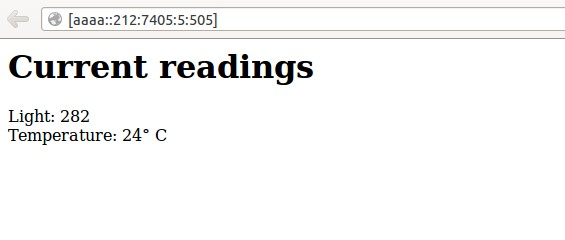 [aaaa::212:7405:5:505]
Current readings
Light: 282
Temperature: 24° C